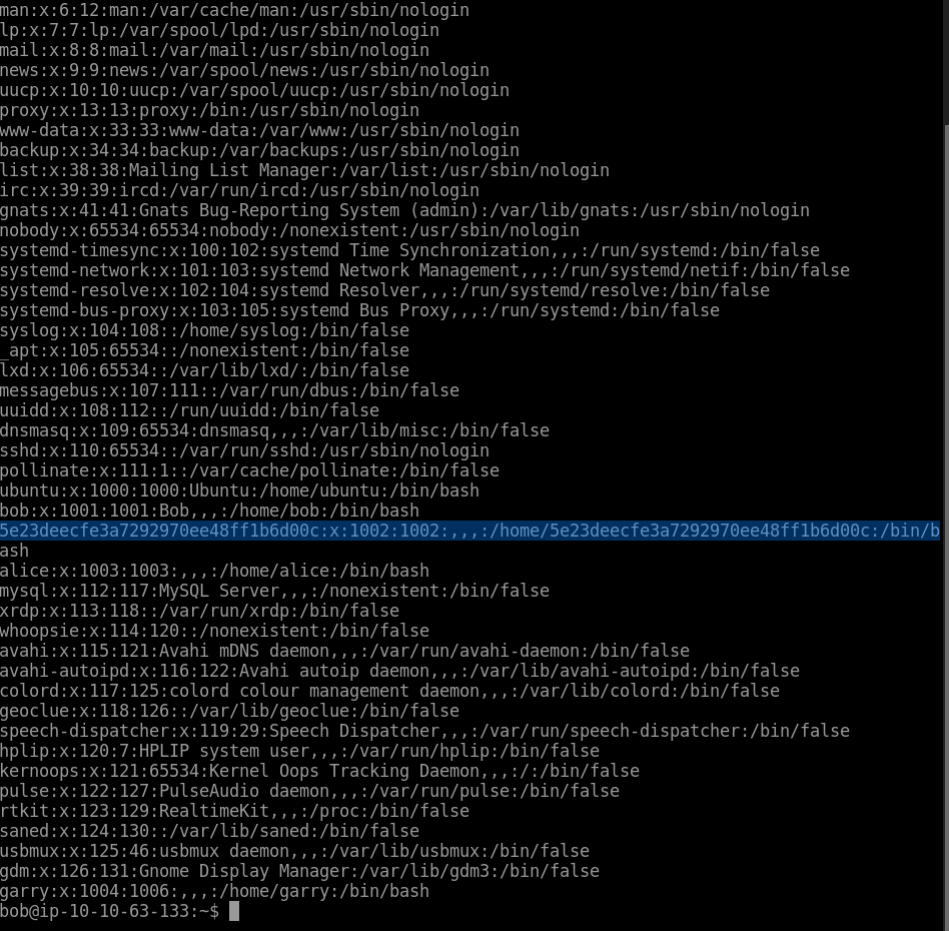 man:x:6:12:man:/var/cache/man:/usr/sbin/nologin
lp:x:7:7:lp:/var/spool/lpd:/usr/sbin/nologin
mail:x:8:8:mail:/var/mail:/usr/sbin/nologin
news:x:9:9:news:/var/spool/news:/usr/sbin/nologin
uucp:x:10:10:uucp:/var/spool/uucp:/usr/sbin/nologin
proxy:x:13:13:proxy:/bin:/usr/sbin/nologin
www-data:x:33:33:www-data:/var/www:/usr/sbin/nologin
backup:x:34:34:backup:/var/backups:/usr/sbin/nologin
list:x:38:38:Mailing List Manager:/var/list:/usr/sbin/nologin
irc:x:39:39:ircd:/var/run/ircd:/usr/sbin/nologin
gnats:x:41:41:Gnats Bug-Reporting System (admin):/var/lib/gnats:/usr/sbin/nologin
nobody:x:65534:65534:nobody:/nonexistent:/usr/sbin/nologin
systemd-timesync:x:100:102:systemd Time Synchronization,,,:/run/systemd:/bin/false
systemd-network:x:101:103:systemd Network Management,,,:/run/systemd/netif:/bin/false
systemd-resolve:x:102:104:systemd Resolver,,,:/run/systemd/resolve:/bin/false
systemd-bus-proxy:x:103:105:systemd Bus Proxy,,,:/run/systemd:/bin/false
syslog:x:104:108::/home/syslog:/bin/false
_apt:x:105:65534::/nonexistent:/bin/false
lxd:x:106:65534::/var/lib/lxd/:/bin/false
messagebus:x:107:111::/var/run/dbus:/bin/false
uuidd:x:108:112::/run/uuidd:/bin/false
dnsmasq:x:109:65534:dnsmasq,,,:/var/lib/misc:/bin/false
sshd:x:110:65534::/var/run/sshd:/usr/sbin/nologin
pollinate:x:111:1::/var/cache/pollinate:/bin/false
ubuntu:x:1000:1000:Ubuntu:/home/ubuntu:/bin/bash
bob:x:1001:1001:Bob,,,:/home/bob:/bin/bash
5e23deecfe3a7292970ee48ff1b6d00c:x:1002:1002:,,,:/home/5e23deecfe3a7292970ee48ff1b6d00c:/bin/b
ash
alice:x:1003:1003:,,,:/home/alice:/bin/bash
mysql:x:112:117:MySQL Server,,,:/nonexistent:/bin/false
xrdp:x:113:118::/var/run/xrdp:/bin/false
whoopsie:x:114:120::/nonexistent:/bin/false
avahi:x:115:121:Avahi mDNS daemon,,,:/var/run/avahi-daemon:/bin/false
avahi-autoipd:x:116:122:Avahi autoip daemon,,,:/var/lib/avahi-autoipd:/bin/false
colord:x:117:125:colord colour management daemon,,,:/var/lib/colord:/bin/false
geoclue:x:118:126::/var/lib/geoclue:/bin/false
speech-dispatcher:x:119:29:Speech Dispatcher,,,:/var/run/speech-dispatcher:/bin/false
hplip:x:120:7:HPLIP system user,,,:/var/run/hplip:/bin/false
kernoops:x:121:65534:Kernel Oops Tracking Daemon,,,:/:/bin/false
pulse:x:122:127:PulseAudio daemon,,,:/var/run/pulse:/bin/false
rtkit:x:123:129:RealtimeKit,,,:/proc:/bin/false
saned:x:124:130::/var/lib/saned:/bin/false
usbmux:x:125:46:usbmux daemon,,,:/var/lib/usbmux:/bin/false
gdm:x:126:131:Gnome Display Manager:/var/lib/gdm3:/bin/false
garry:x:1004:1006:,,,:/home/garry:/bin/bash
bob@ip-10-10-63-133:~$